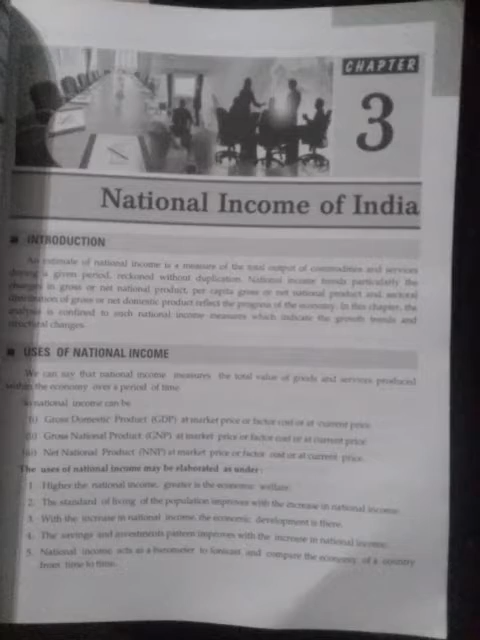 CHAPTER
3
National Income of India
INTRODUCTION
An estimate of national income is a measure of the total output of commodities and services
during a given period, reckoned without duplication. National income trends particularly the
changes in gross or net national product, per capita gross or net national product and sectoral
distribution of gross or net domestic product reflect the progress of the economy. In this chapter, the
analysis is confined to such national income measures which indicate the growth trends and
structural changes.
USES OF NATIONAL INCOME
We can say that national income measures the total value of goods and services produced
within the economy over a period of time
national income can be
(i) Gross Domestic Product (GDP) at market price or factor cost or at current price.
(ii) Gross National Product (GNP) at market price or factor cost or at current price
(iii) Net National Product (NNP) at market price or factor cost or at current price.
The uses of national income may be elaborated as under:
1. Higher the national income, greater is the economic welfare.
2. The standard of living of the population improves with the increase in national income.
3. With the increase in national income, the economic development is there.
4. The savings and investments pattern improves with the increase in national income.
5. National income acts as a barometer to forecast and compare the economy of a country
from time to time.